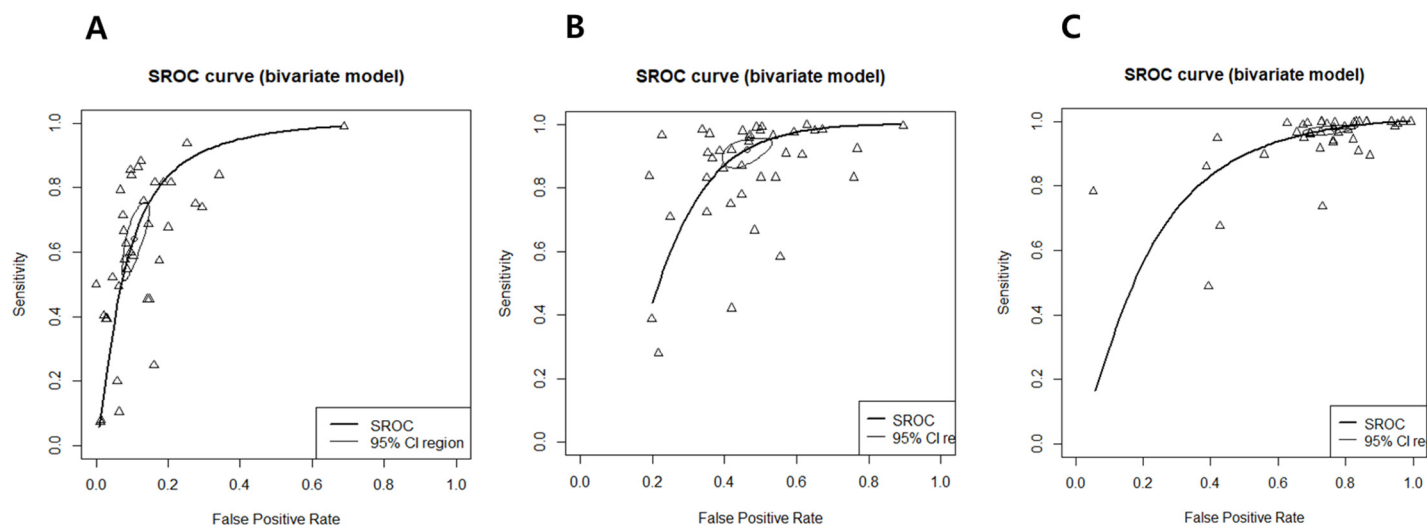 A
SROC curve (bivariate model)
Sensitivity
1.0
0.8
0.6
0.4
0.2
0.0
0.0 0.2 0.4 0.6 0.8 1.0
False Positive Rate
SROC
95% CI region
B
SROC curve (bivariate model)
Sensitivity
1.0
0.8
0.6
0.4
0.2
0.0
0.0 0.2 0.4 0.6 0.8 1.0
False Positive Rate
SROC
95% CI re
C
SROC curve (bivariate model)
Sensitivity
1.0
0.8
0.6
0.4
0.2
0.0
0.0 0.2 0.4 0.6 0.8 1.0
False Positive Rate
SROC
95% CI re